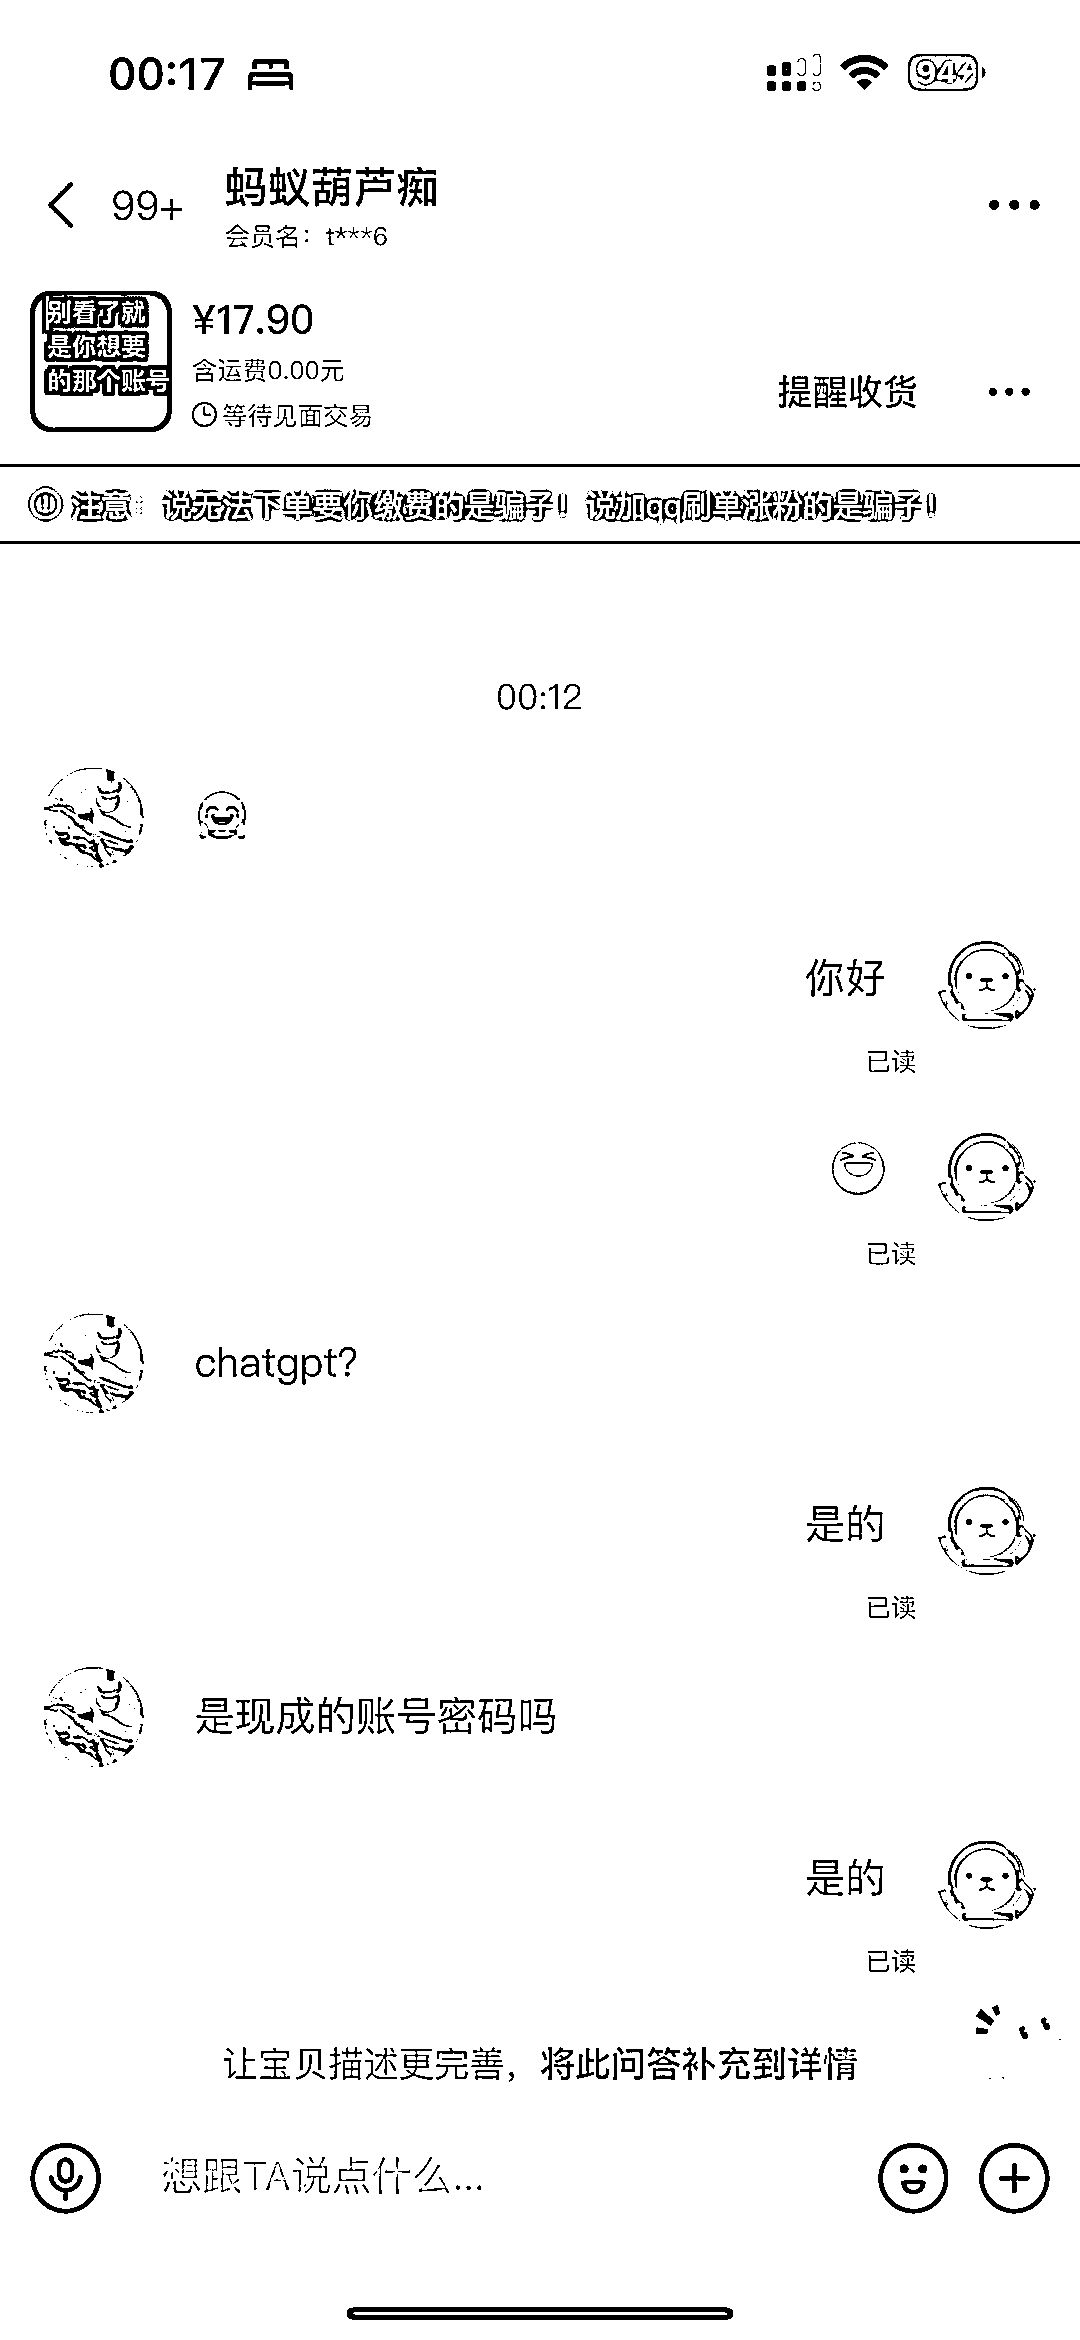 00:17
94
99+
蚂蚁葫芦痴
会员名：t***6
别看了就
是你想要
的那个账号
¥17.90
含运费0.00元
等待见面交易
提醒收货
注意：说无法下单要你缴费的是骗子！说加qq刷单涨粉的是骗子！
00:12
你好
已读
已读
chatgpt?
是的
已读
是现成的账号密码吗
是的
已读
让宝贝描述更完善，将此问答补充到详情
想跟TA说点什么...